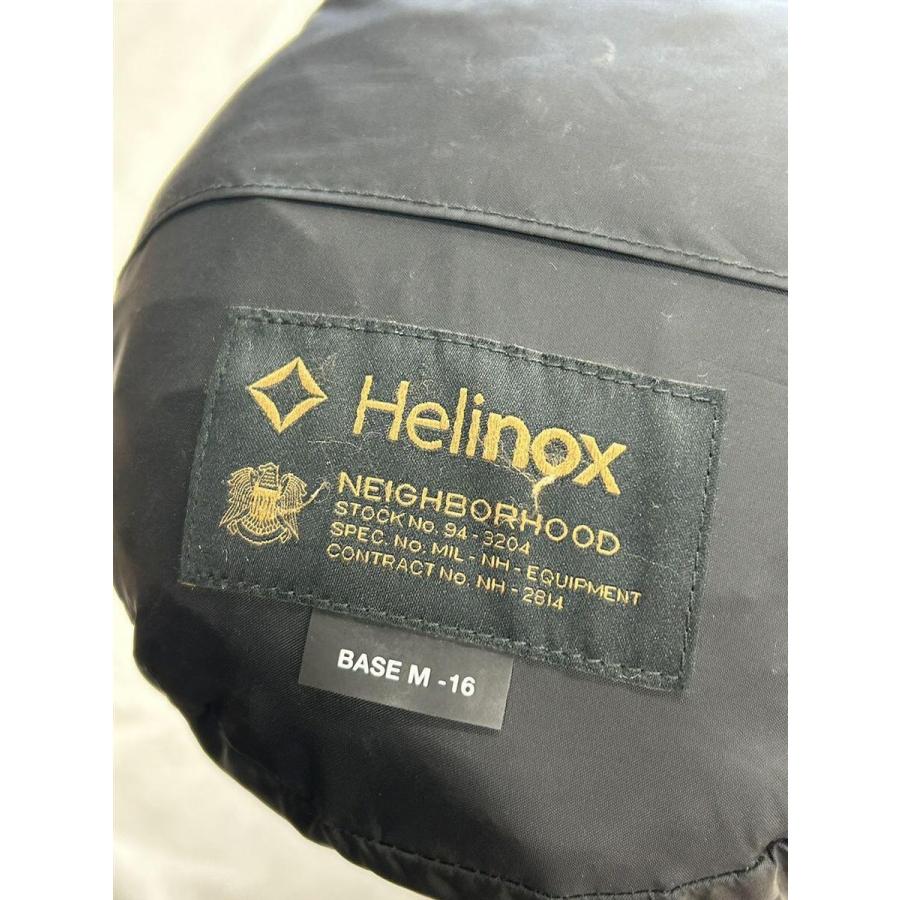 Helinox
NEIGHBORHOOD
STOCK No. 94 - 3204
SPEC. No. MIL - NH - EQUIPMENT
CONTRACT No. NH - 2814
BASE M -16